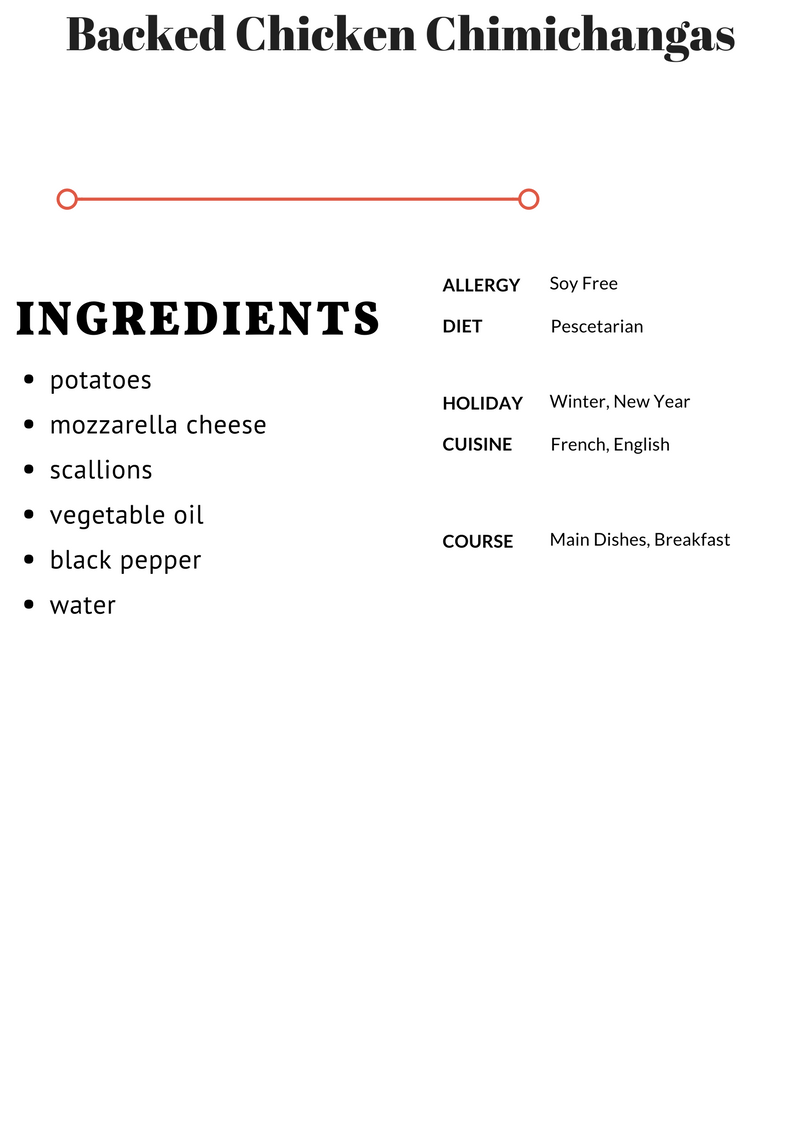 Backed Chicken Chimichangas
INGREDIENTS
• potatoes
• mozzarella cheese
• scallions
• vegetable oil
• black pepper
• water
ALLERGY Soy Free
DIET Pescetarian
HOLIDAY Winter, New Year
CUISINE French, English
COURSE Main Dishes, Breakfast